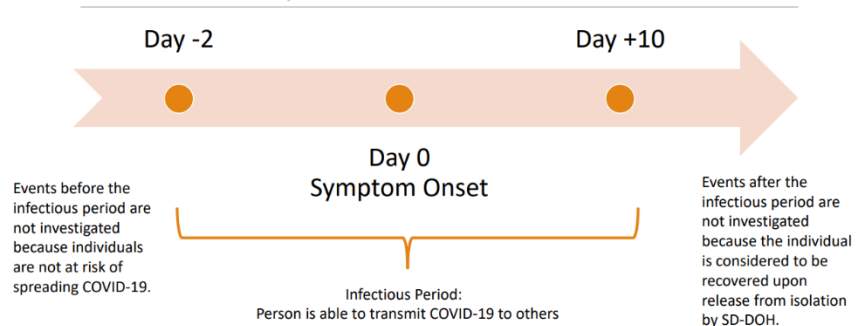 Day -2
Day +10
Day 0
Symptom Onset
Events before the
infectious period are
not investigated
because individuals
are not at risk of
spreading COVID-19.
Infectious Period:
Person is able to transmit COVID-19 to others
Events after the
infectious period are
not investigated
because the individual
is considered to be
recovered upon
release from isolation
by SD-DOH.